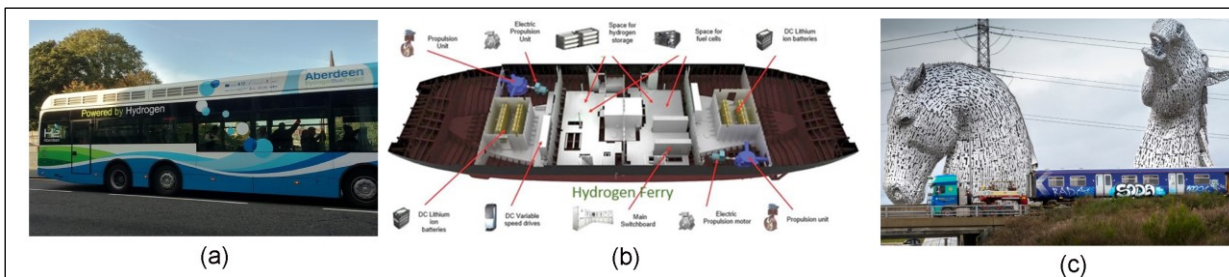 Aberdeen
Powered by Hydrogen
H2
Aberdeen
Propulsion
Unit
Electric
Propulsion
Unit
Space for
hydrogen
storage
Space for
fuel cells
DC Lithium
ion batteries
Hydrogen Ferry
DC Lithium
ion batteries
DC Variable
speed drives
Main
Switchboard
Electric
Propulsion motor
Propulsion unit
(a)
(b)
(c)